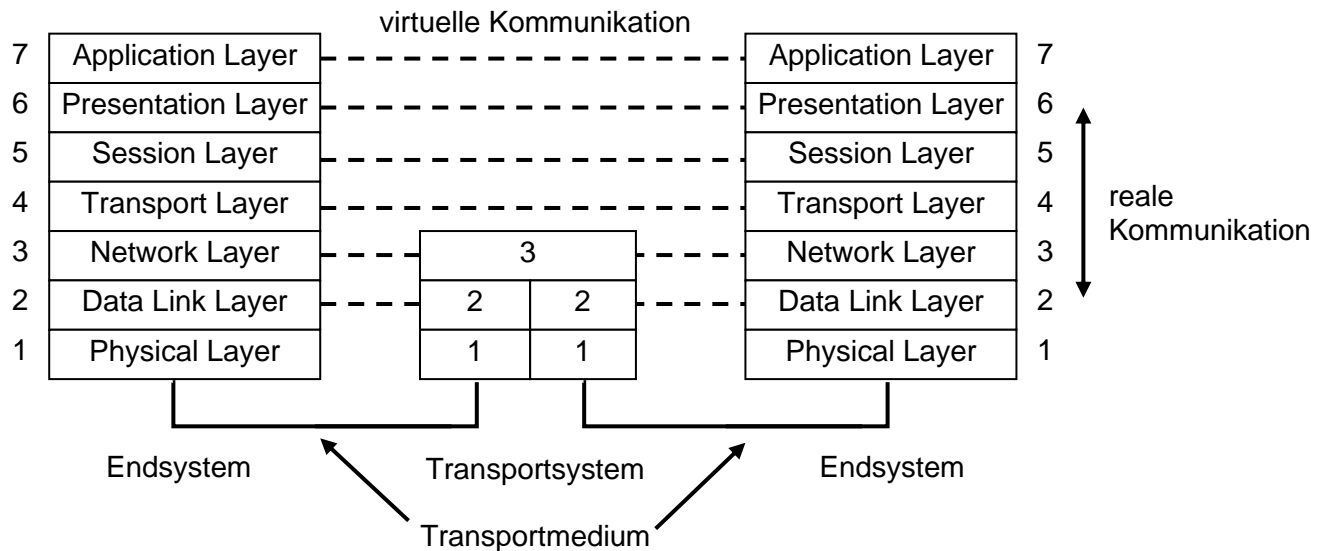 virtuelle Kommunikation
7 Application Layer Application Layer 7
6 Presentation Layer Presentation Layer 6
5 Session Layer Session Layer 5
4 Transport Layer Transport Layer 4
reale
Kommunikation
3 Network Layer 3 Network Layer 3
2 Data Link Layer 2 2 Data Link Layer 2
1 Physical Layer 1 1 Physical Layer 1
Endsystem Transportsystem Endsystem
Transportmedium